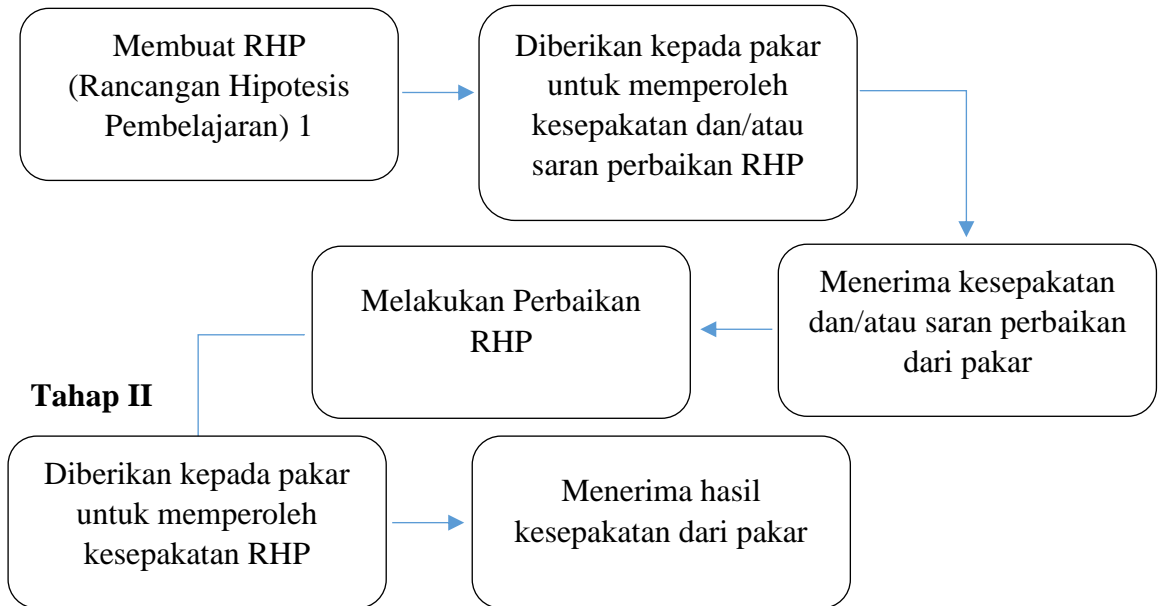 Membuat RHP
(Rancangan Hipotesis
Pembelajaran) 1
Diberikan kepada pakar
untuk memperoleh
kesepakatan dan/atau
saran perbaikan RHP
Menerima kesepakatan
dan/atau saran perbaikan
dari pakar
Melakukan Perbaikan
RHP
Tahap II
Diberikan kepada pakar
untuk memperoleh
kesepakatan RHP
Menerima hasil
kesepakatan dari pakar